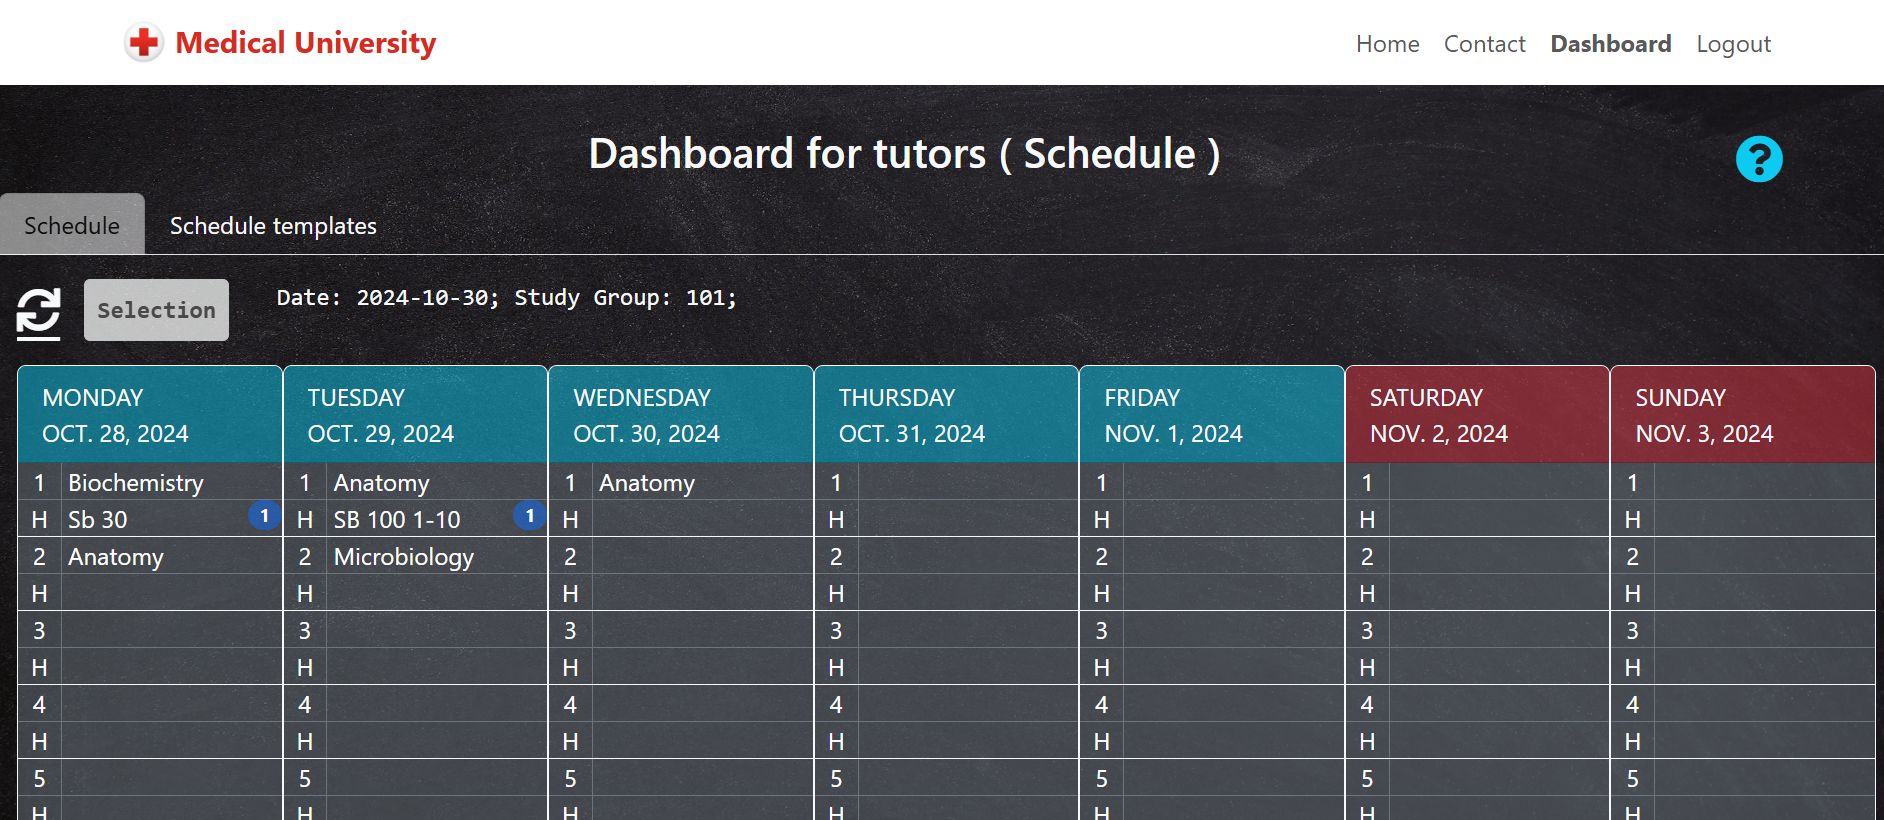 Medical University
Home Contact Dashboard Logout
Dashboard for tutors ( Schedule )
?
Schedule Schedule templates
Selection Date: 2024-10-30; Study Group: 101;
MONDAY TUESDAY WEDNESDAY THURSDAY FRIDAY SATURDAY SUNDAY
OCT. 28, 2024 OCT. 29, 2024 OCT. 30, 2024 OCT. 31, 2024 NOV. 1, 2024 NOV. 2, 2024 NOV. 3, 2024
1 Biochemistry 1 Anatomy 1 Anatomy 1 1 1 1
H Sb 30 1 H SB 100 1-10 1 H H H H H
2 Anatomy 2 Microbiology 2 2 2 2 2
H H H H H H H
3 3 3 3 3 3 3
H H H H H H H
4 4 4 4 4 4 4
H H H H H H H
5 5 5 5 5 5 5
H H H H H H H